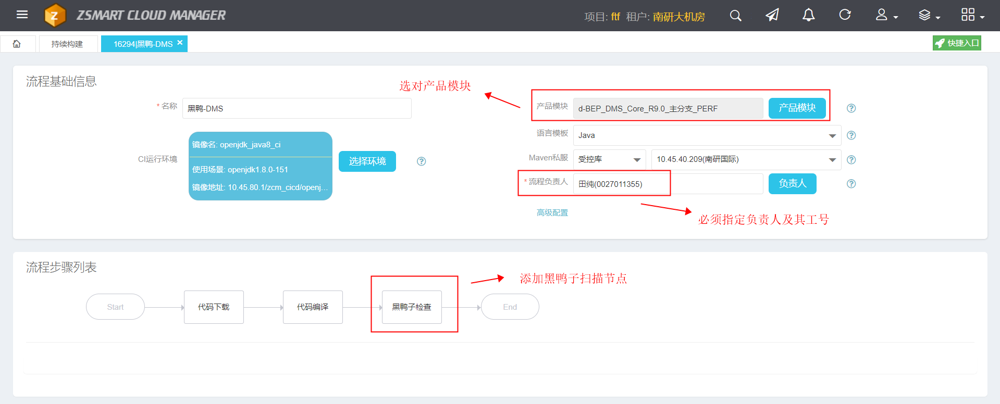 ZSMART CLOUD MANAGER
项目: ftf 租户: 南研大机房
持续构建
16294|黑鸭-DMS
快捷入口
流程基础信息
选对产品模块
* 名称 黑鸭-DMS
产品模块 d-BEP_DMS_Core_R9.0_主分支_PERF 产品模块
语言模板 Java
CI运行环境
镜像名: openjdk_java8_ci
使用场景: openjdk1.8.0-151
镜像地址: 10.45.80.1/zcm_cicd/openj...
选择环境
Maven私服 受控库 10.45.40.209(南研国际)
* 流程负责人 田纯(0027011355) 负责人
高级配置
必须指定负责人及其工号
流程步骤列表
添加黑鸭子扫描节点
Start 代码下载 代码编译 黑鸭子检查 End